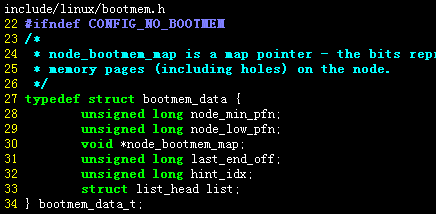 include/linux/bootmem.h
22 #ifndef CONFIG_NO_BOOTMEM
23 /*
24  * node_bootmem_map is a map pointer - the bits repr
25  * memory pages (including holes) on the node.
26  */
27 typedef struct bootmem_data {
28         unsigned long node_min_pfn;
29         unsigned long node_low_pfn;
30         void *node_bootmem_map;
31         unsigned long last_end_off;
32         unsigned long hint_idx;
33         struct list_head list;
34 } bootmem_data_t;